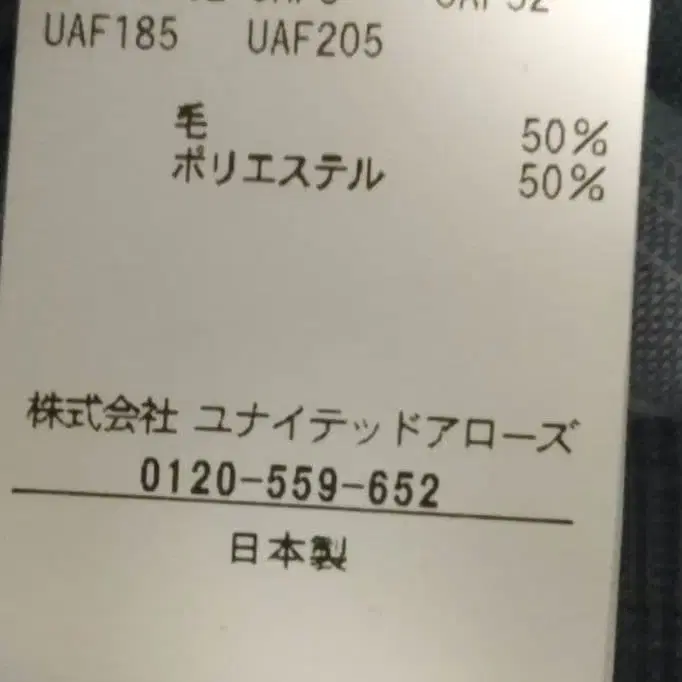 UAF185 UAF205
毛 50%
ポリエステル 50%
株式会社 ユナイテッドアローズ
0120-559-652
日本製